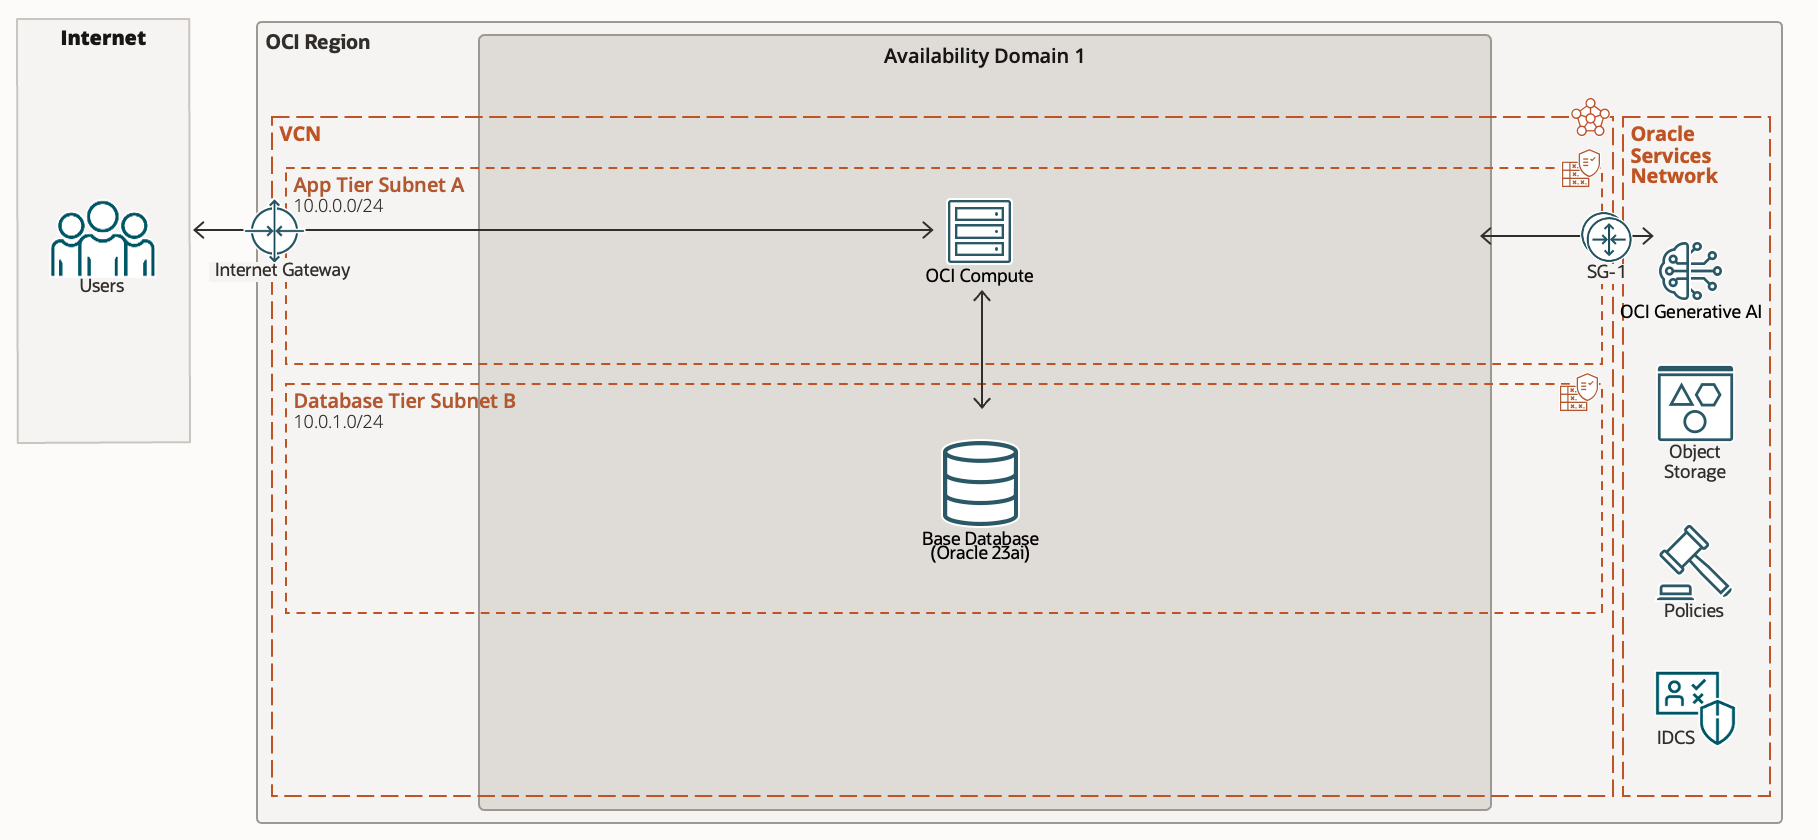 Internet
Users
OCI Region
Availability Domain 1
VCN
App Tier Subnet A
10.0.0.0/24
Internet Gateway
OCI Compute
SG-1
Database Tier Subnet B
10.0.1.0/24
Base Database
(Oracle 23ai)
Oracle
Services
Network
OCI Generative AI
Object
Storage
Policies
IDCS